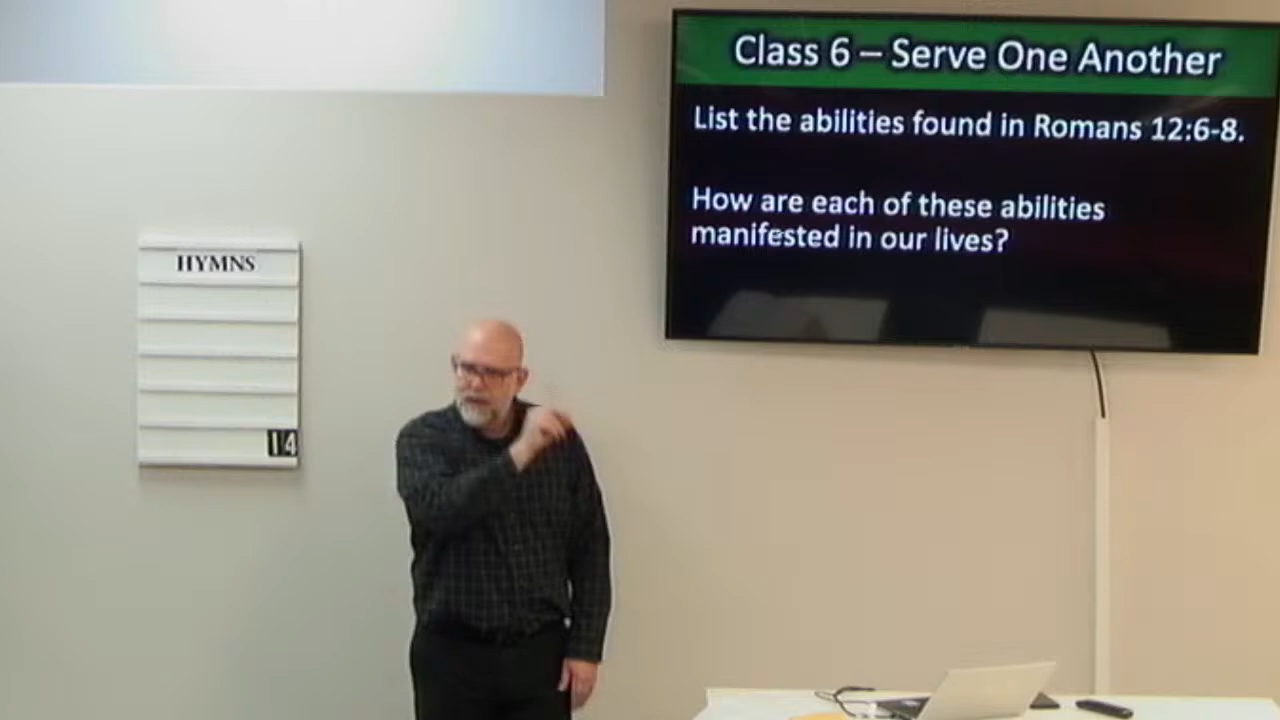 Class 6 – Serve One Another
List the abilities found in Romans 12:6-8.
How are each of these abilities
manifested in our lives?
HYMNS
14